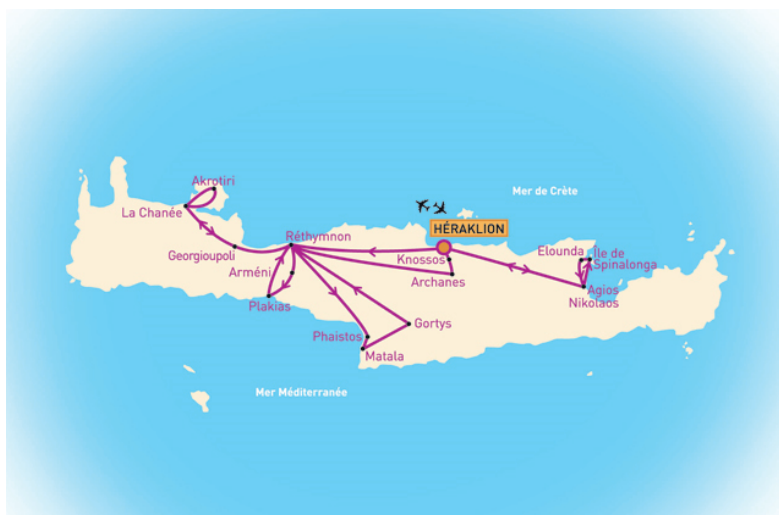 Akrotiri
Mer de Crète
La Chanée
HÉRAKLION
Réthymnon
Georgioupoli
Knossos
Elounda
Île de
Spinalonga
Arméni
Archanes
Agios
Nikolaos
Plakias
Gortys
Phaistos
Matala
Mer Méditerranée